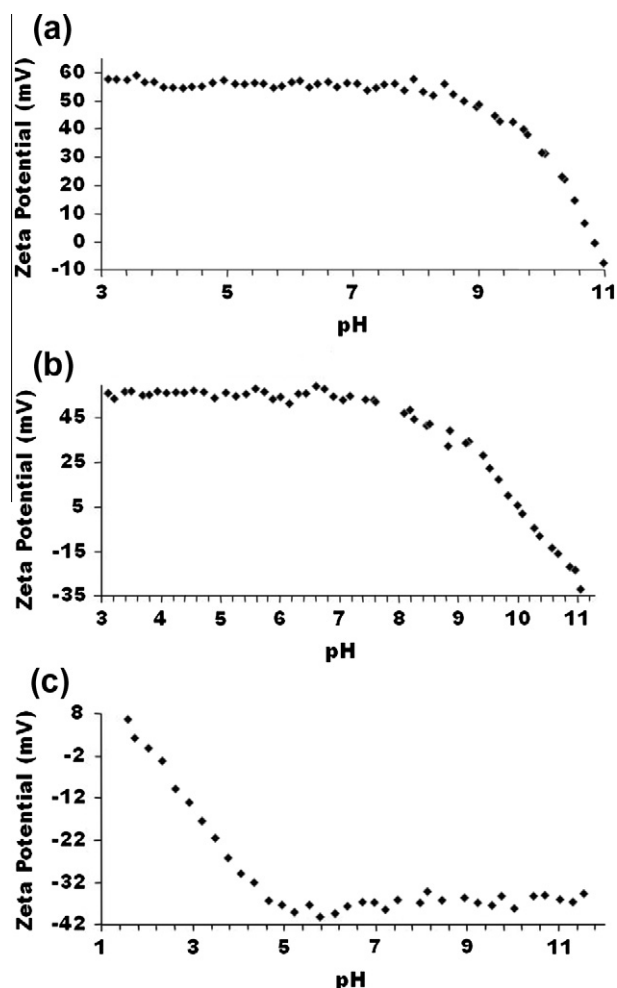 (a)
Zeta Potential (mV)
60
50
40
30
20
10
0
-10
3 5 7 9 11
pH
(b)
Zeta Potential (mV)
45
25
5
-15
-35
3 4 5 6 7 8 9 10 11
pH
(c)
Zeta Potential (mV)
8
-2
-12
-22
-32
-42
1 3 5 7 9 11
pH